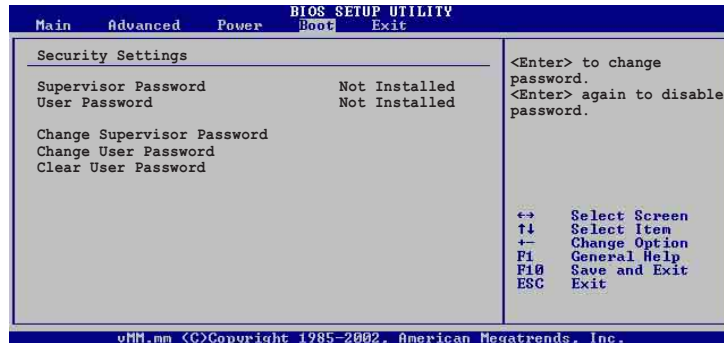 BIOS SETUP UTILITY
Main Advanced Power Boot Exit
Security Settings
Supervisor Password Not Installed
User Password Not Installed
Change Supervisor Password
Change User Password
Clear User Password
<Enter> to change
password.
<Enter> again to disable
password.
↔ Select Screen
↑↓ Select Item
+- Change Option
F1 General Help
F10 Save and Exit
ESC Exit
vMM.mm (C)Copyright 1985-2002, American Megatrends, Inc.